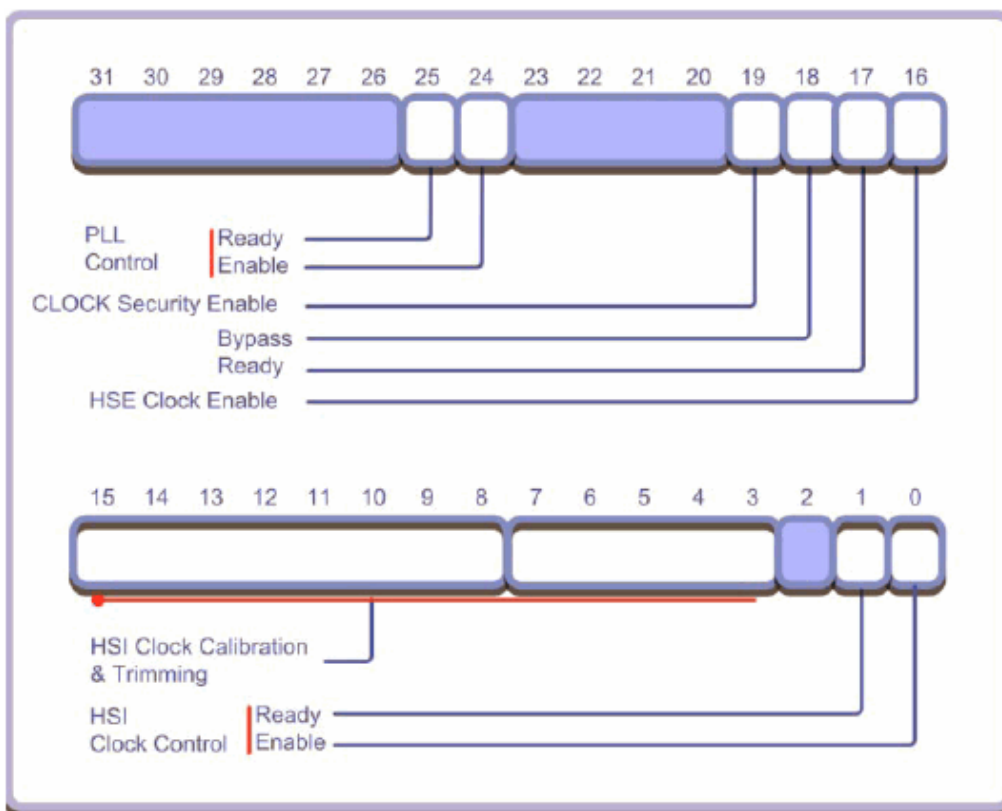 31 30 29 28 27 26 25 24 23 22 21 20 19 18 17 16
PLL
Control
Ready
Enable
CLOCK Security Enable
Bypass
Ready
HSE Clock Enable
15 14 13 12 11 10 9 8 7 6 5 4 3 2 1 0
HSI Clock Calibration
& Trimming
HSI
Clock Control
Ready
Enable